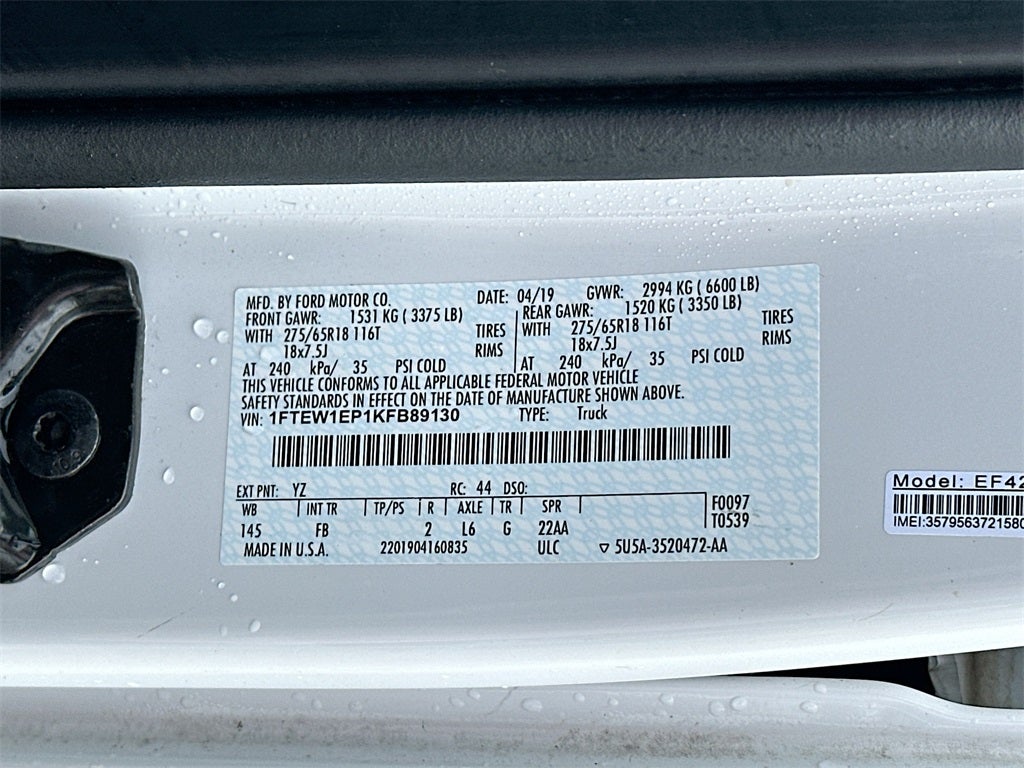 MFD. BY FORD MOTOR CO. DATE: 04/19 GVWR: 2994 KG ( 6600 LB)
FRONT GAWR: 1531 KG ( 3375 LB) REAR GAWR: 1520 KG ( 3350 LB)
WITH 275/65R18 116T TIRES WITH 275/65R18 116T TIRES
18x7.5J RIMS 18x7.5J RIMS
AT 240 kPa/ 35 PSI COLD AT 240 kPa/ 35 PSI COLD
THIS VEHICLE CONFORMS TO ALL APPLICABLE FEDERAL MOTOR VEHICLE
SAFETY STANDARDS IN EFFECT ON THE DATE OF MANUFACTURE SHOWN ABOVE.
VIN: 1FTEW1EP1KFB89130 TYPE: Truck
EXT PNT: YZ RC: 44 DSO:
WB INT TR TP/PS R AXLE TR SPR F0097
145 FB 2 L6 G 22AA T0539
MADE IN U.S.A. 2201904160835 ULC ▽ 5U5A-3520472-AA
Model: EF42
IMEI:3579563721580